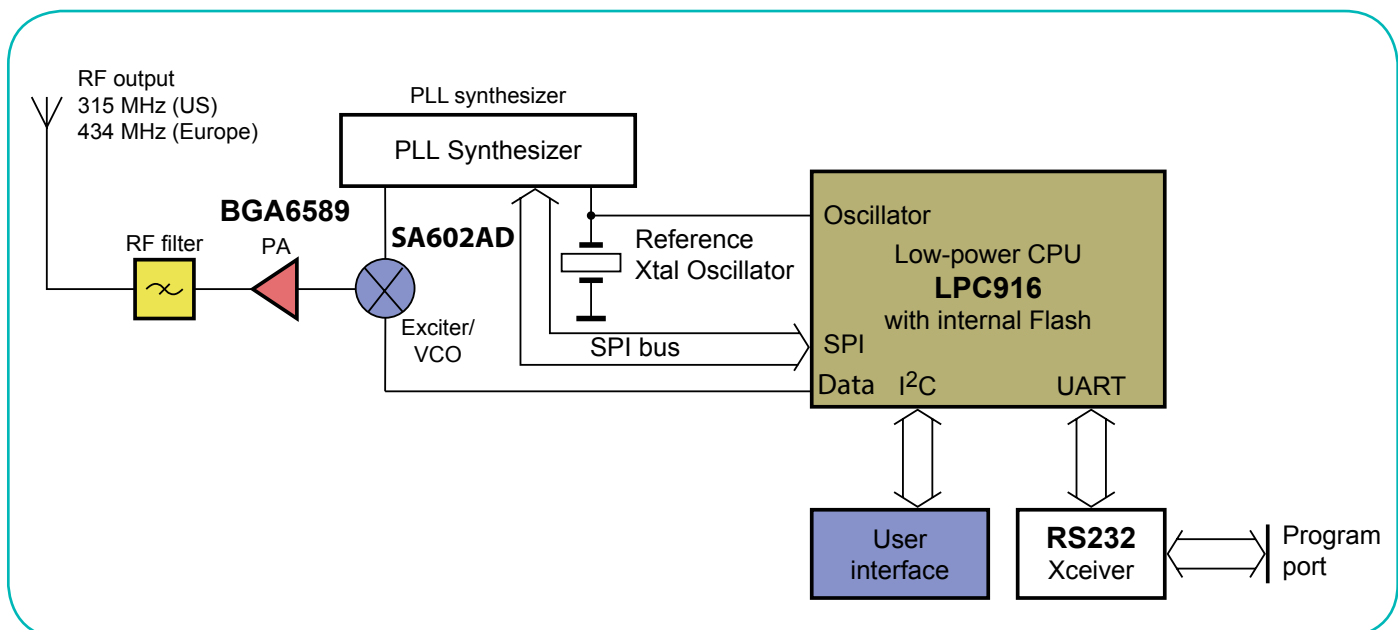 RF output
315 MHz (US)
434 MHz (Europe)
PLL synthesizer
PLL Synthesizer
BGA6589
PA
RF filter
SA602AD
Exciter/
VCO
Reference
Xtal Oscillator
SPI bus
Oscillator
Low-power CPU
LPC916
with internal Flash
SPI
Data I²C UART
User
interface
RS232
Xceiver
Program
port